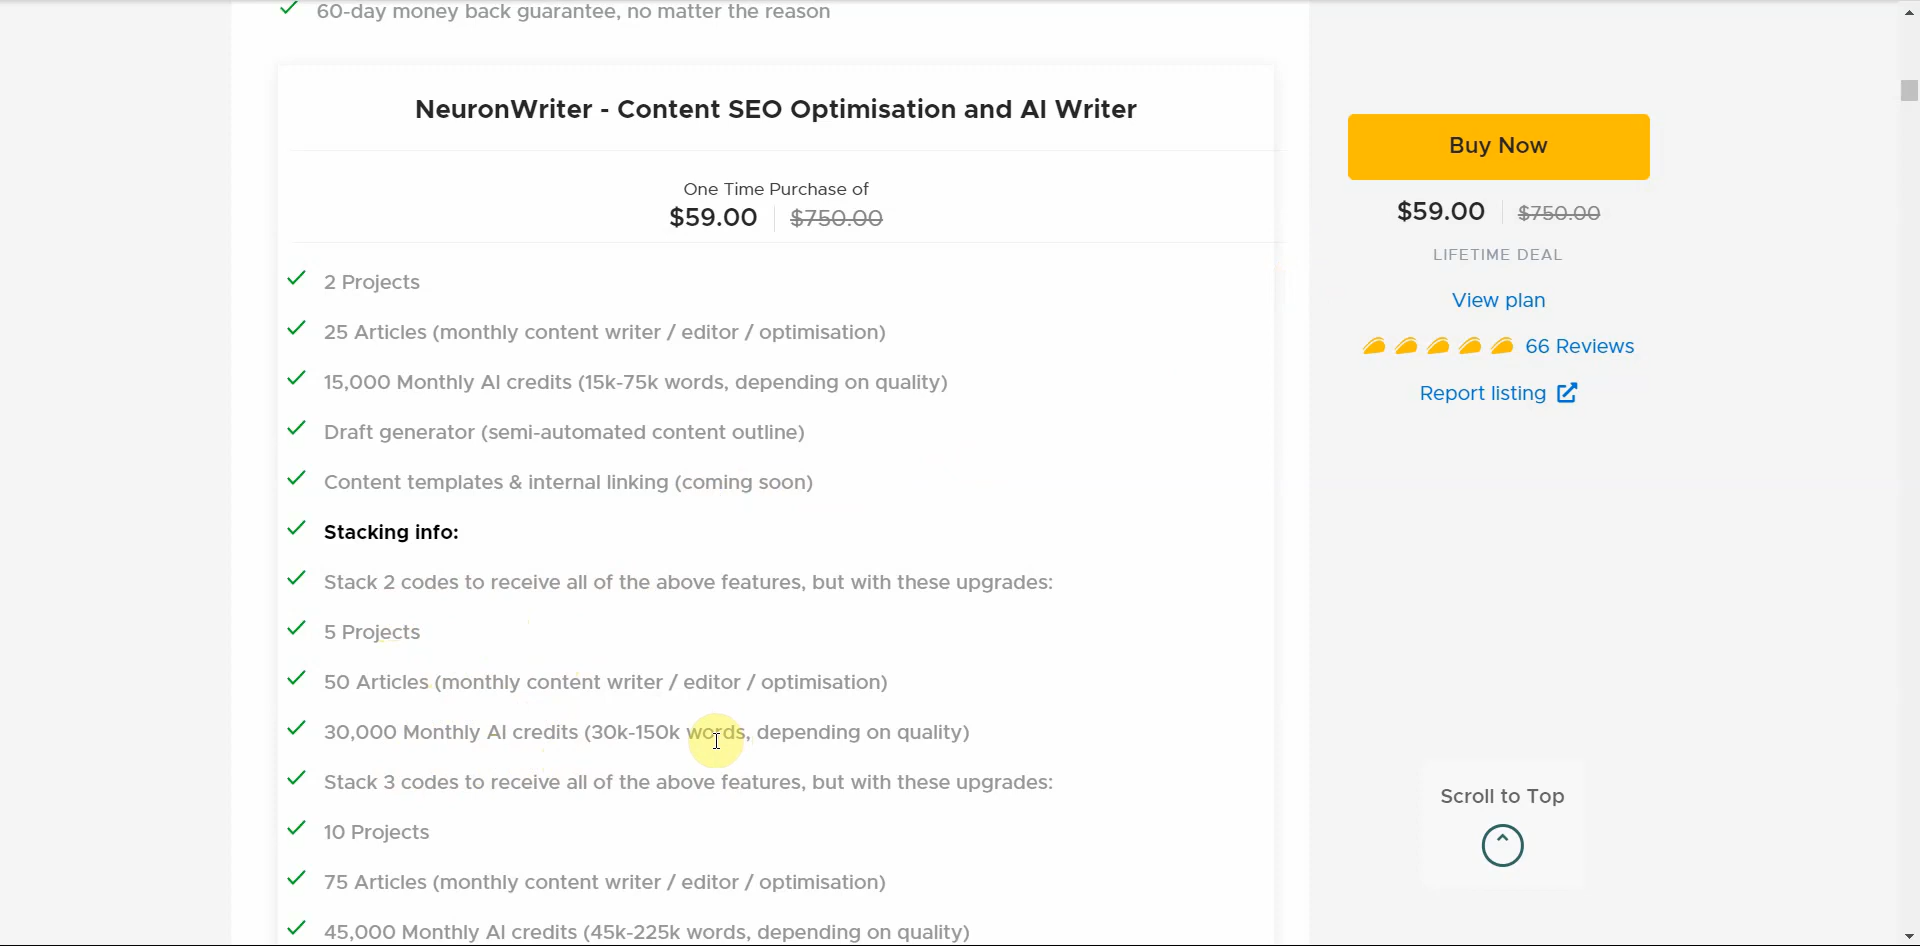 60-day money back guarantee, no matter the reason
NeuronWriter - Content SEO Optimisation and AI Writer
One Time Purchase of
$59.00 $750.00
2 Projects
25 Articles (monthly content writer / editor / optimisation)
15,000 Monthly AI credits (15k-75k words, depending on quality)
Draft generator (semi-automated content outline)
Content templates & internal linking (coming soon)
Stacking info:
Stack 2 codes to receive all of the above features, but with these upgrades:
5 Projects
50 Articles (monthly content writer / editor / optimisation)
30,000 Monthly AI credits (30k-150k words, depending on quality)
Stack 3 codes to receive all of the above features, but with these upgrades:
10 Projects
75 Articles (monthly content writer / editor / optimisation)
45,000 Monthly AI credits (45k-225k words, depending on quality)
Buy Now
$59.00 $750.00
LIFETIME DEAL
View plan
66 Reviews
Report listing
Scroll to Top